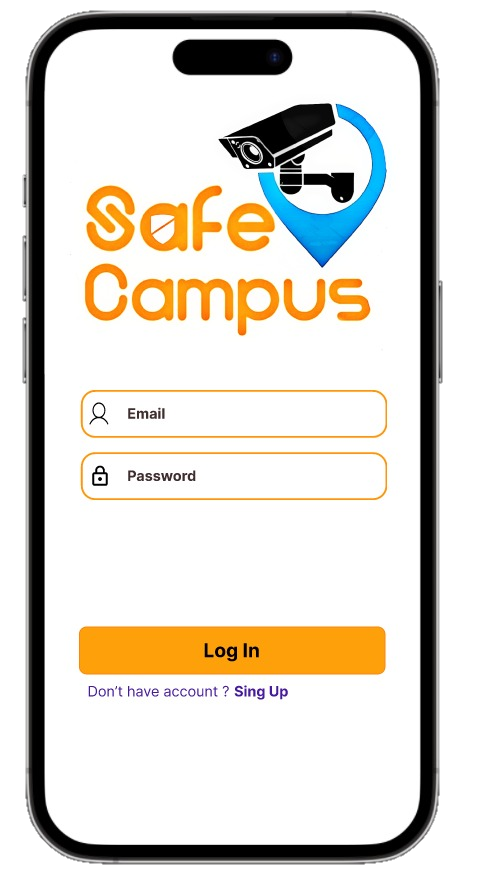 Safe
Campus
Email
Password
Log In
Don't have account ? Sing Up